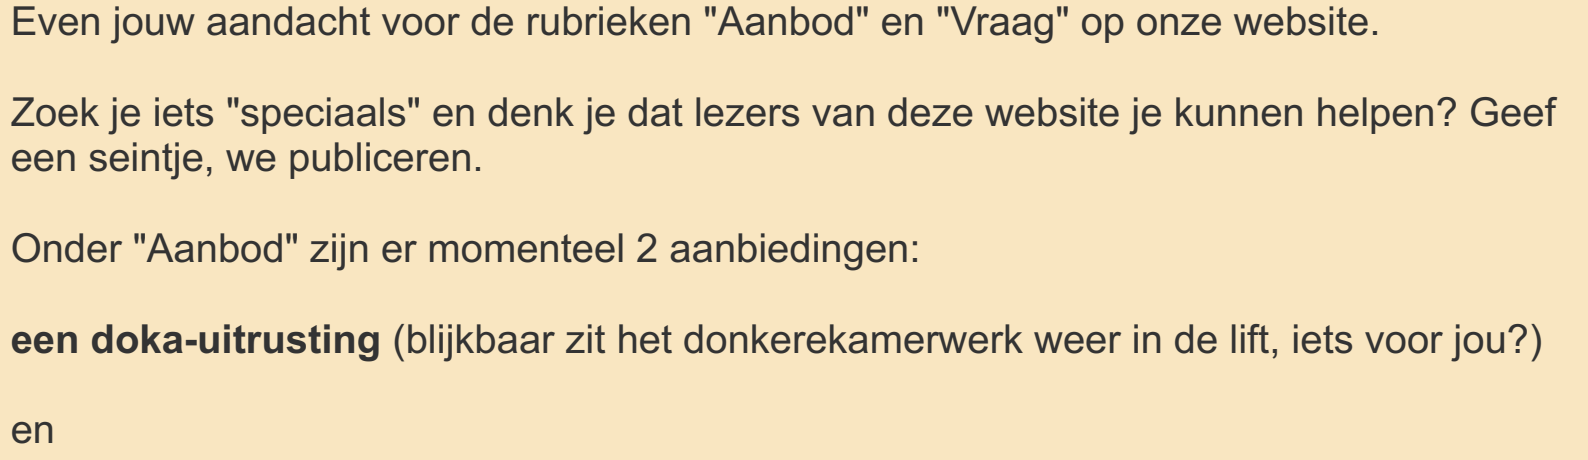 Even jouw aandacht voor de rubrieken "Aanbod" en "Vraag" op onze website.
Zoek je iets "speciaals" en denk je dat lezers van deze website je kunnen helpen? Geef
een seintje, we publiceren.
Onder "Aanbod" zijn er momenteel 2 aanbiedingen:
een doka-uitrusting (blijkbaar zit het donkerekamerwerk weer in de lift, iets voor jou?)
en